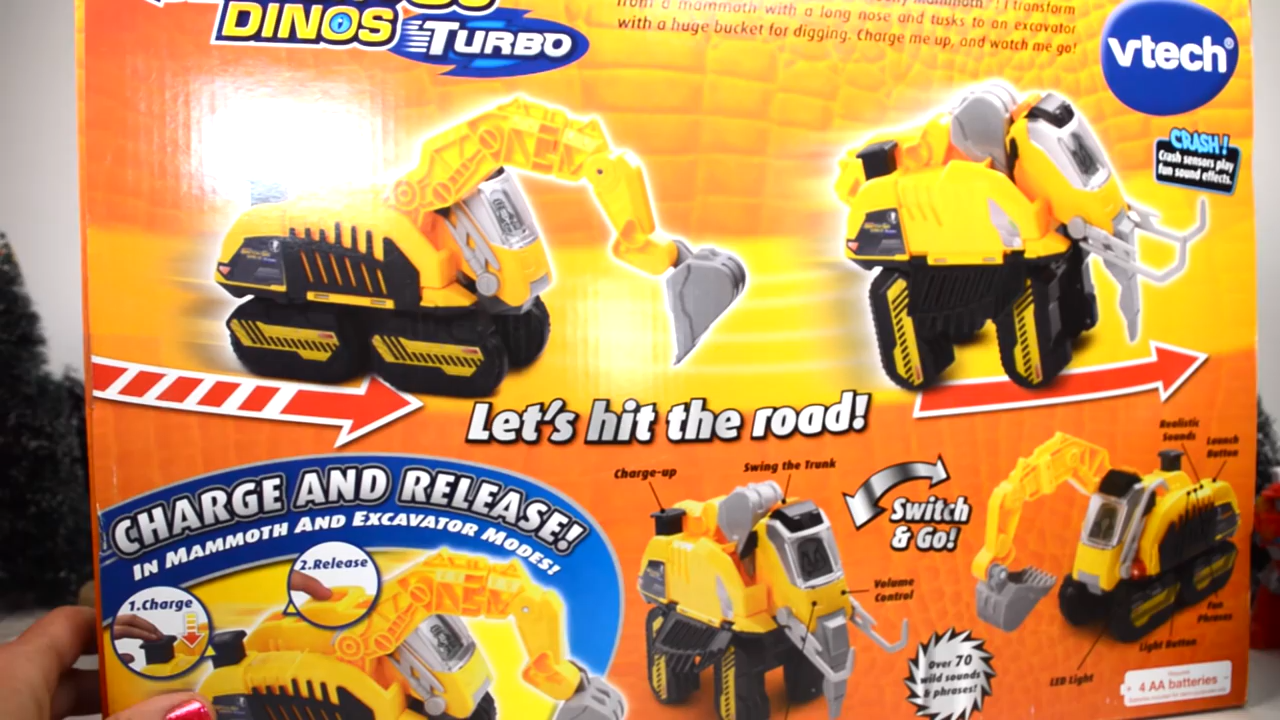 DINOS TURBO
Mammoth
I transform
from a mammoth with a long nose and tusks to an excavator
with a huge bucket for digging. Charge me up, and watch me go!
vtech®
CRASH!
Crash sensors play
fun sound effects.
Let's hit the road!
CHARGE AND RELEASE!
IN MAMMOTH AND EXCAVATOR MODES!
1.Charge
2.Release
Charge-up
Swing the Trunk
Switch
& Go!
Volume
Control
Over 70
wild sounds
& phrases!
Realistic
Sounds
Launch
Button
Fun
Phrases
Light Button
LED Light
4 AA batteries